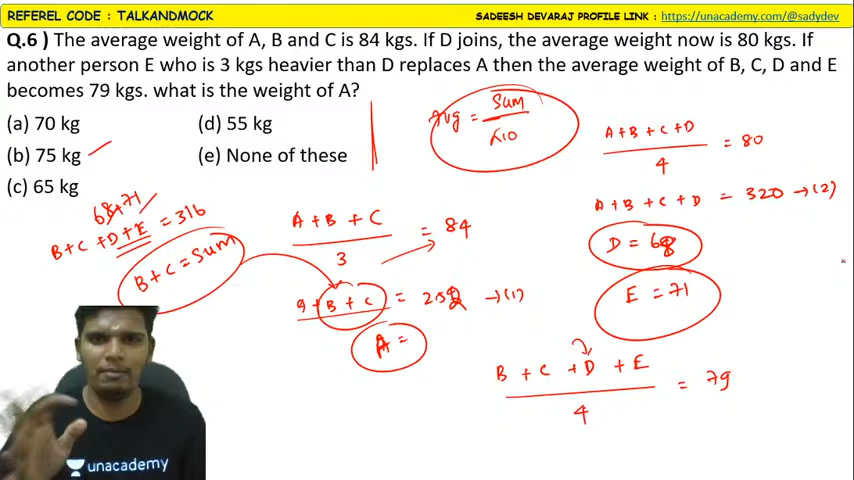 REFEREL CODE : TALKANDMOCK
SADEESH DEVARAJ PROFILE LINK : https://unacademy.com/@sadydev
Q.6 ) The average weight of A, B and C is 84 kgs. If D joins, the average weight now is 80 kgs. If
another person E who is 3 kgs heavier than D replaces A then the average weight of B, C, D and E
becomes 79 kgs. what is the weight of A?
(a) 70 kg
(d) 55 kg
(b) 75 kg
(e) None of these
(c) 65 kg
avg = Sum
A+B+C+D
4
= 80
A+B+C+D = 320 →(2)
68+71
B+C+D+E = 316
B+C = Sum
A+B+C
3
= 84
D = 68
+B+C = 252 →(1)
E = 71
A =
B+C+D+E
4
= 79
unacademy